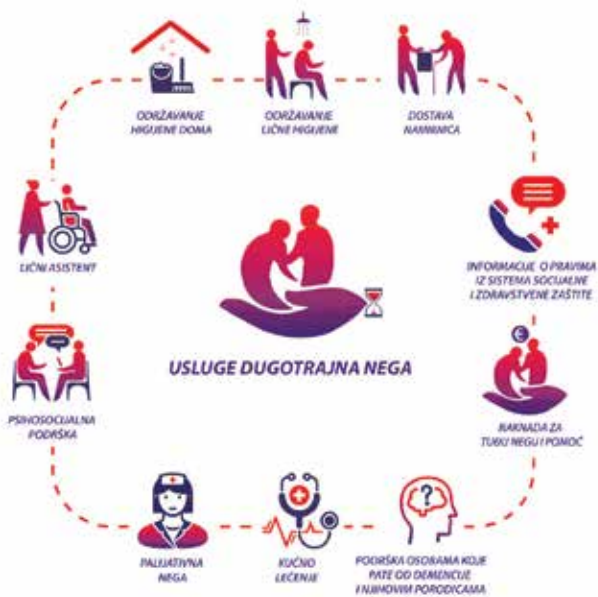 ODRŽAVANJE
HIGIJENE DOMA
ODRŽAVANJE
LIČNE HIGIJENE
DOSTAVA
NAMIRNICA
LIČNI ASISTENT
INFORMACIJE O PRAVIMA
IZ SISTEMA SOCIJALNE
I ZDRAVSTVENE ZAŠTITE
USLUGE DUGOTRAJNA NEGA
PSIHOSOCIJALNA
PODRŠKA
NAKNADA ZA
TUĐU NEGU I POMOĆ
PALIJATIVNA
NEGA
KUĆNO
LEČENJE
PODRŠKA OSOBAMA KOJE
PATE OD DEMENCIJE
I NJIHOVIM PORODICAMA